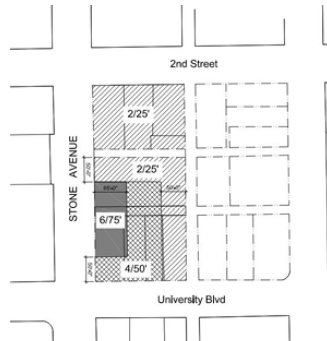 2nd Street
2/25'
STONE AVENUE
2/25'
6/75'
4/50'
University Blvd